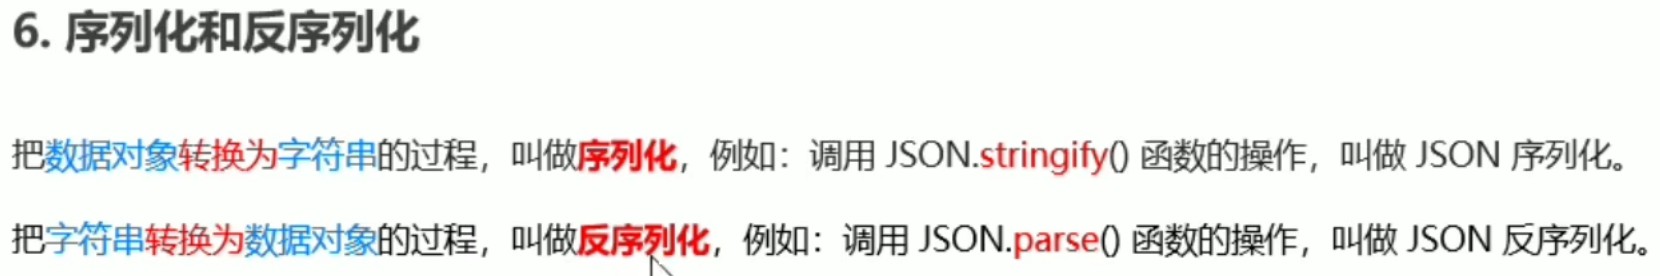 6. 序列化和反序列化
把数据对象转换为字符串的过程，叫做序列化，例如：调用 JSON.stringify() 函数的操作，叫做 JSON 序列化。
把字符串转换为数据对象的过程，叫做反序列化，例如：调用 JSON.parse() 函数的操作，叫做 JSON 反序列化。